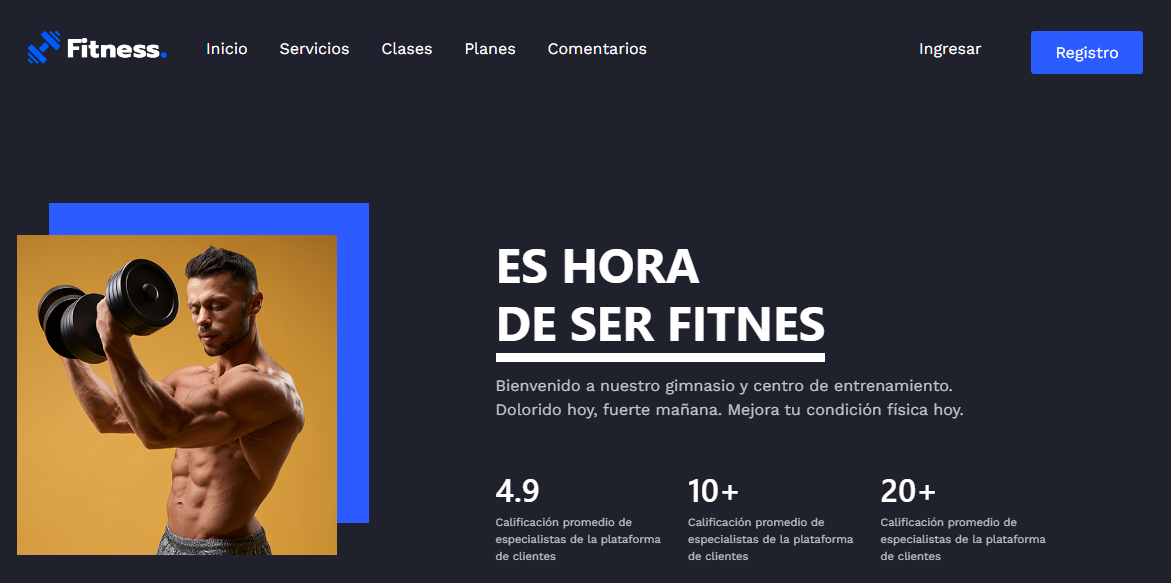 Fitness.
Inicio
Servicios
Clases
Planes
Comentarios
Ingresar
Registro
ES HORA
DE SER FITNES
Bienvenido a nuestro gimnasio y centro de entrenamiento.
Dolorido hoy, fuerte mañana. Mejora tu condición física hoy.
4.9
Calificación promedio de
especialistas de la plataforma
de clientes
10+
Calificación promedio de
especialistas de la plataforma
de clientes
20+
Calificación promedio de
especialistas de la plataforma
de clientes